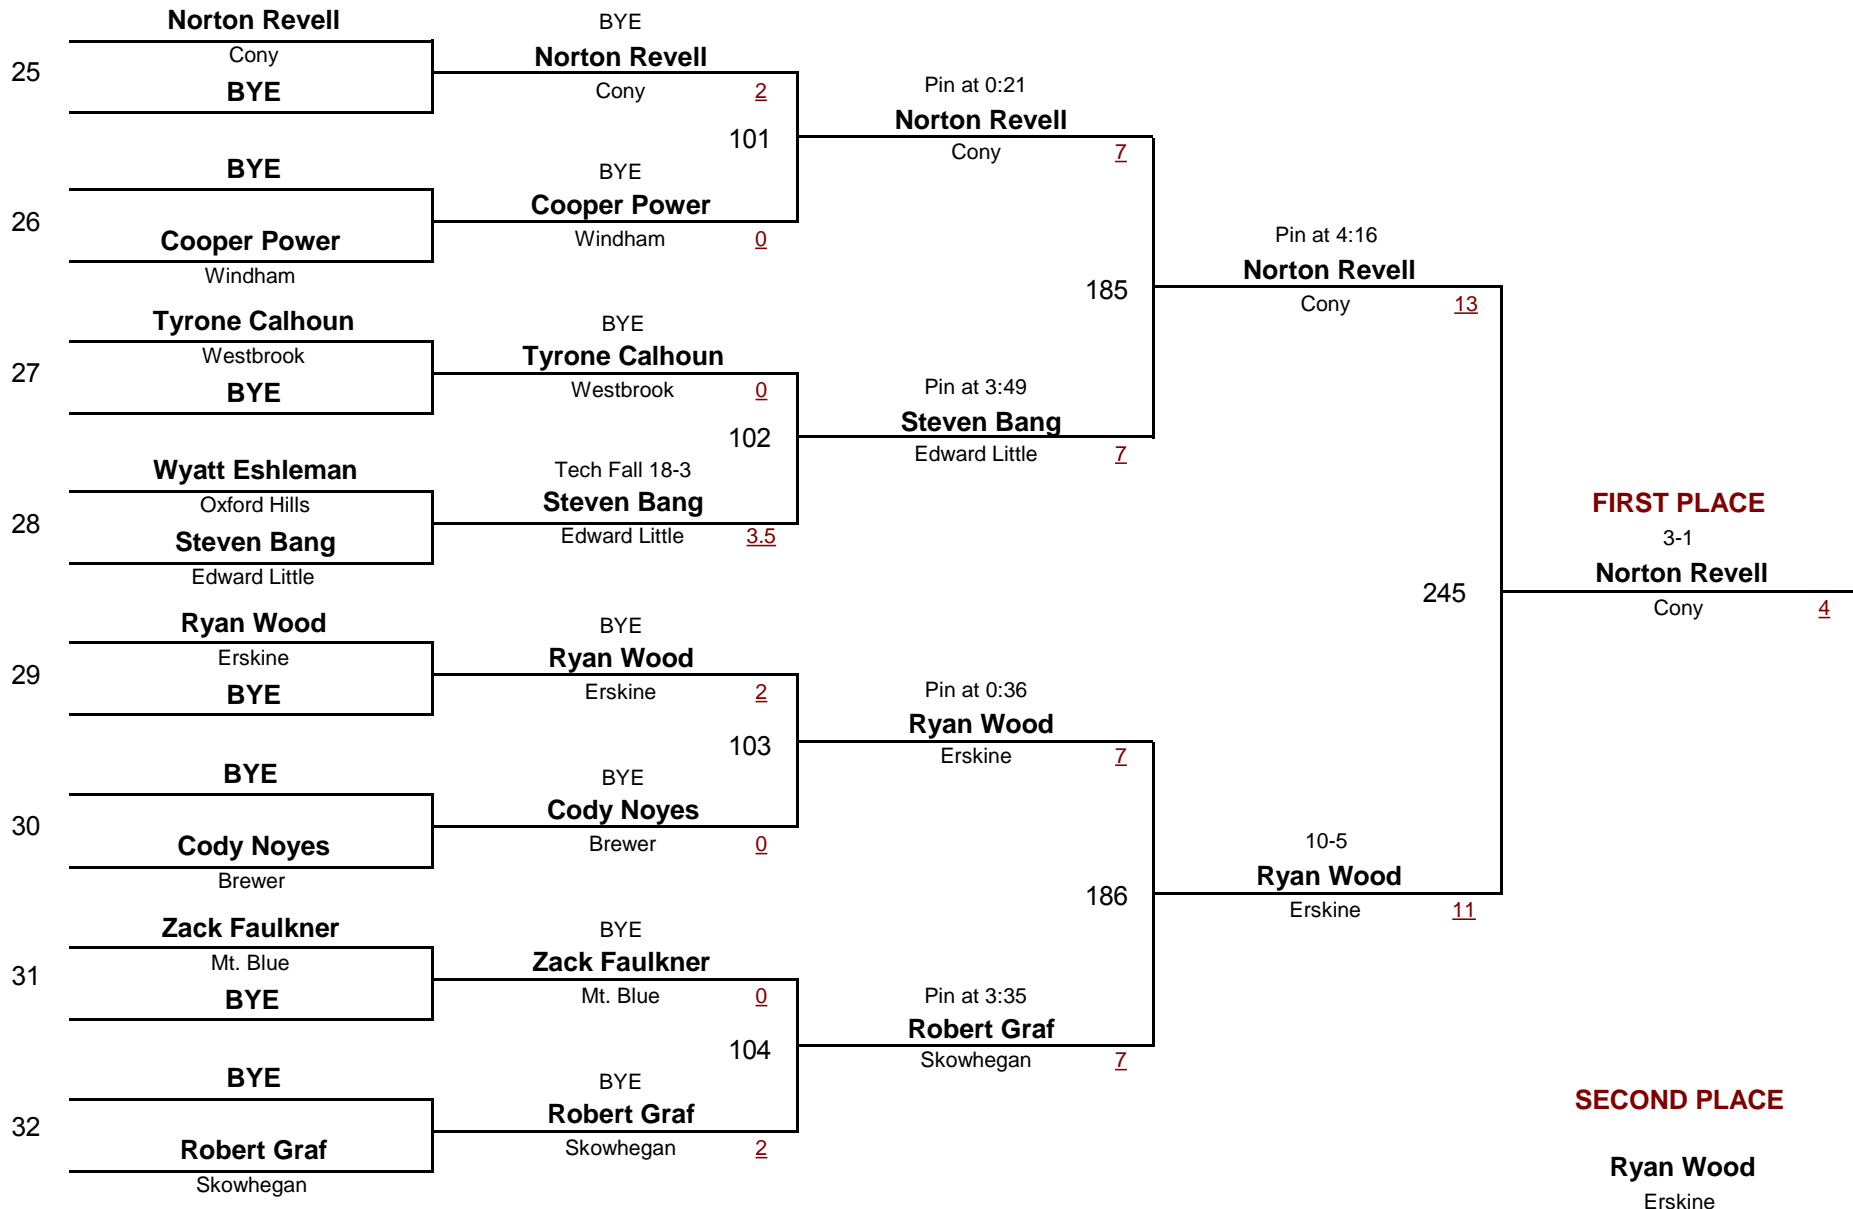 Norton Revell
Cony
25
BYE
BYE
26
Cooper Power
Windham
Tyrone Calhoun
Westbrook
27
BYE
Wyatt Eshleman
Oxford Hills
28
Steven Bang
Edward Little
Ryan Wood
Erskine
29
BYE
BYE
30
Cody Noyes
Brewer
Zack Faulkner
Mt. Blue
31
BYE
BYE
32
Robert Graf
Skowhegan
BYE
Norton Revell
Cony 2
101
BYE
Cooper Power
Windham 0
BYE
Tyrone Calhoun
Westbrook 0
102
Tech Fall 18-3
Steven Bang
Edward Little 3.5
BYE
Ryan Wood
Erskine 2
103
BYE
Cody Noyes
Brewer 0
BYE
Zack Faulkner
Mt. Blue 0
104
BYE
Robert Graf
Skowhegan 2
Pin at 0:21
Norton Revell
Cony 7
185
Pin at 3:49
Steven Bang
Edward Little 7
Pin at 0:36
Ryan Wood
Erskine 7
186
Pin at 3:35
Robert Graf
Skowhegan 7
Pin at 4:16
Norton Revell
Cony 13
245
10-5
Ryan Wood
Erskine 11
FIRST PLACE
3-1
Norton Revell
Cony 4
SECOND PLACE
Ryan Wood
Erskine